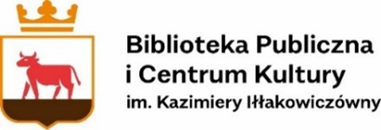 Biblioteka Publiczna
i Centrum Kultury
im. Kazimiery Iłłakowiczówny